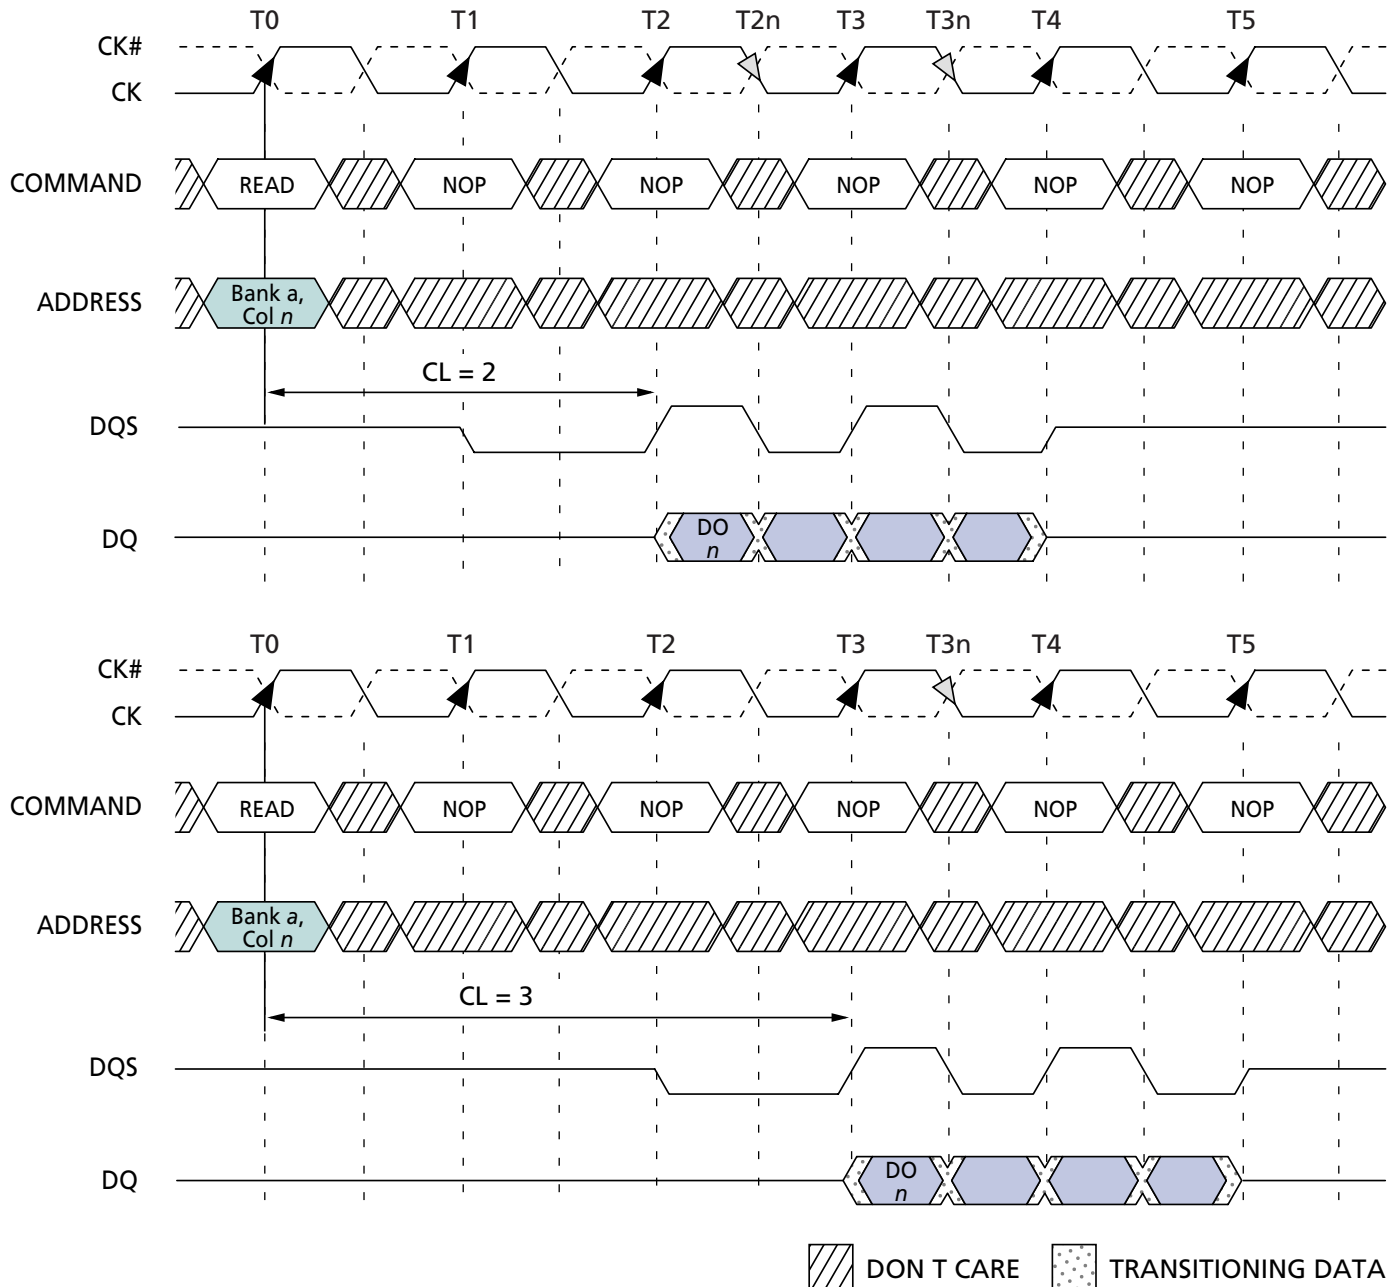 T0 T1 T2 T2n T3 T3n T4 T5
CK#
CK
COMMAND READ NOP NOP NOP NOP NOP
ADDRESS Bank a,
Col n
CL = 2
DQS
DQ DO
n
T0 T1 T2 T3 T3n T4 T5
CK#
CK
COMMAND READ NOP NOP NOP NOP NOP
ADDRESS Bank a,
Col n
CL = 3
DQS
DQ DO
n
DON T CARE TRANSITIONING DATA